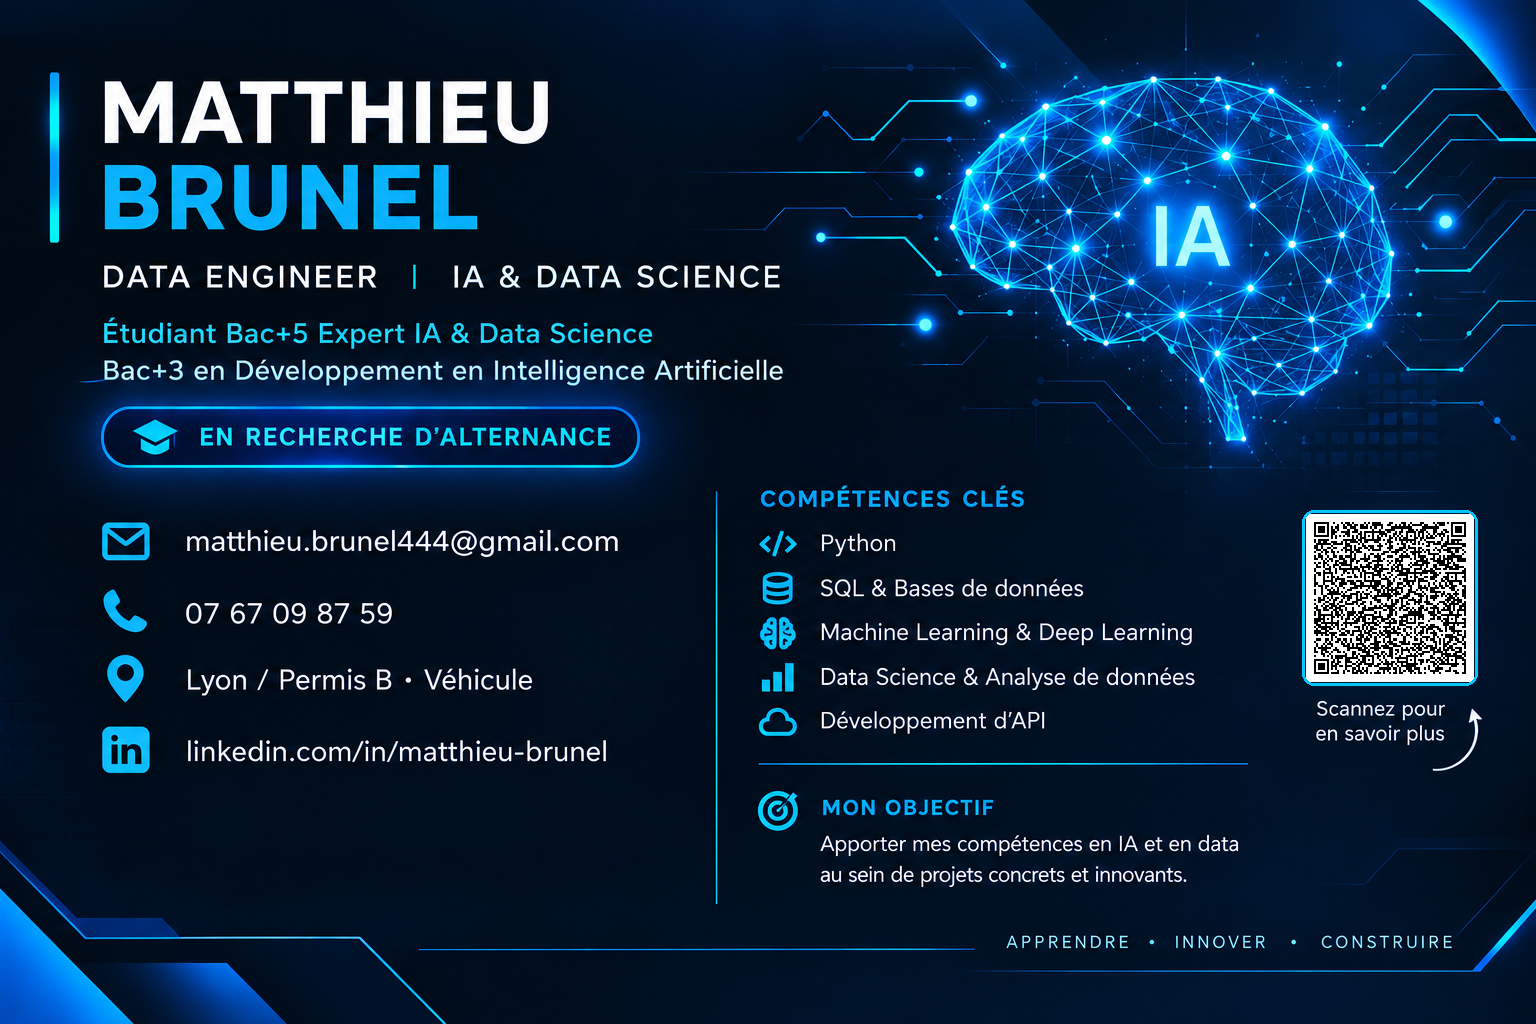 MATTHIEU
BRUNEL
DATA ENGINEER | IA & DATA SCIENCE
Étudiant Bac+5 Expert IA & Data Science
Bac+3 en Développement en Intelligence Artificielle
EN RECHERCHE D'ALTERNANCE
matthieu.brunel444@gmail.com
07 67 09 87 59
Lyon / Permis B • Véhicule
in linkedin.com/in/matthieu-brunel
IA
COMPÉTENCES CLÉS
Python
SQL & Bases de données
Machine Learning & Deep Learning
Data Science & Analyse de données
Développement d'API
Scannez pour
en savoir plus
MON OBJECTIF
Apporter mes compétences en IA et en data
au sein de projets concrets et innovants.
APPRENDRE • INNOVER • CONSTRUIRE